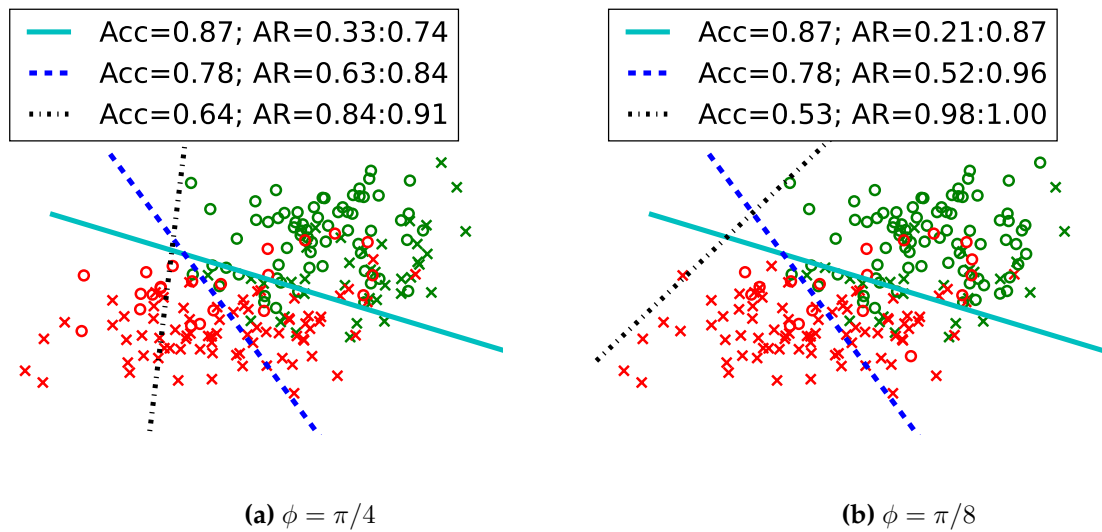 Acc=0.87; AR=0.33:0.74
Acc=0.78; AR=0.63:0.84
Acc=0.64; AR=0.84:0.91
Acc=0.87; AR=0.21:0.87
Acc=0.78; AR=0.52:0.96
Acc=0.53; AR=0.98:1.00
(a) ϕ = π/4
(b) ϕ = π/8